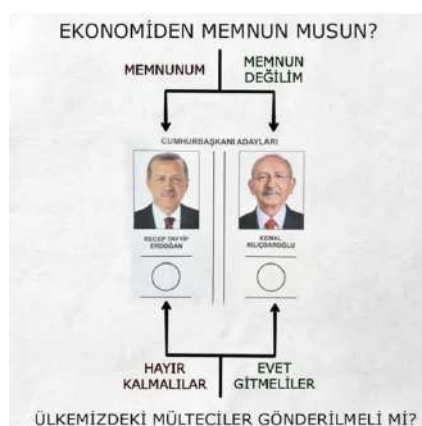 EKONOMİDEN MEMNUN MUSUN?
MEMNUNUM
MEMNUN
DEĞİLİM
CUMHURBAŞKANI ADAYLARI
RECEP TAYYİP
ERDOĞAN
KEMAL
KILIÇDAROĞLU
HAYIR
KALMALILAR
EVET
GİTMELİLER
ÜLKEMİZDEKİ MÜLTECİLER GÖNDERİLMELİ Mİ?